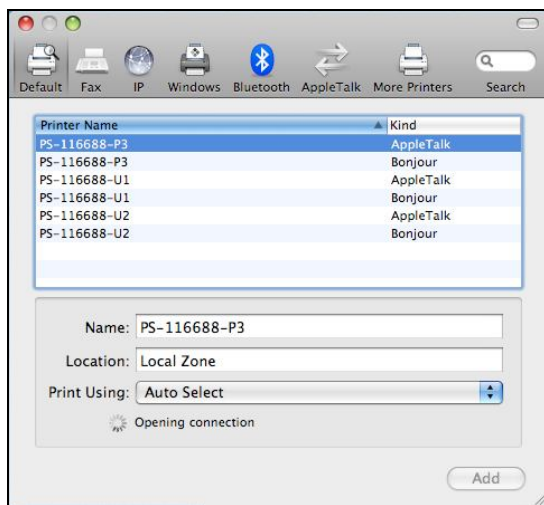 Default Fax IP Windows Bluetooth AppleTalk More Printers Search
Printer Name Kind
PS-116688-P3 AppleTalk
PS-116688-P3 Bonjour
PS-116688-U1 AppleTalk
PS-116688-U1 Bonjour
PS-116688-U2 AppleTalk
PS-116688-U2 Bonjour
Name: PS-116688-P3
Location: Local Zone
Print Using: Auto Select
Opening connection
Add